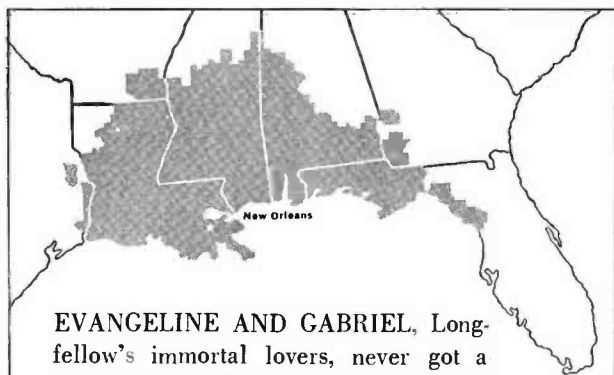 New Orleans
EVANGELINE AND GABRIEL, Long-
fellow's immortal lovers, never got a